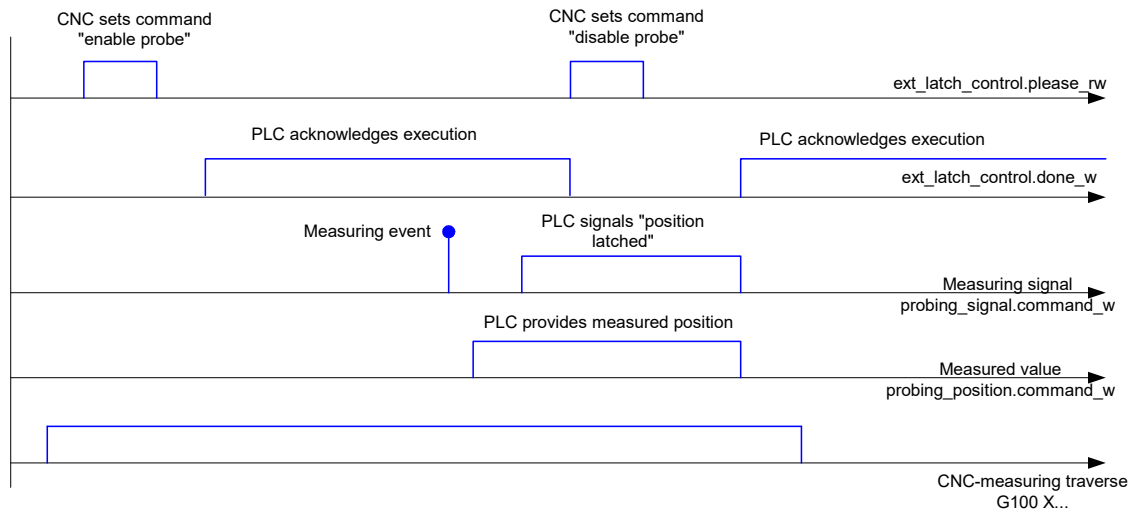 CNC sets command
"enable probe"
CNC sets command
"disable probe"
ext_latch_control.please_rw
PLC acknowledges execution
PLC acknowledges execution
ext_latch_control.done_w
Measuring event
PLC signals "position
latched"
Measuring signal
probing_signal.command_w
PLC provides measured position
Measured value
probing_position.command_w
CNC-measuring traverse
G100 X...